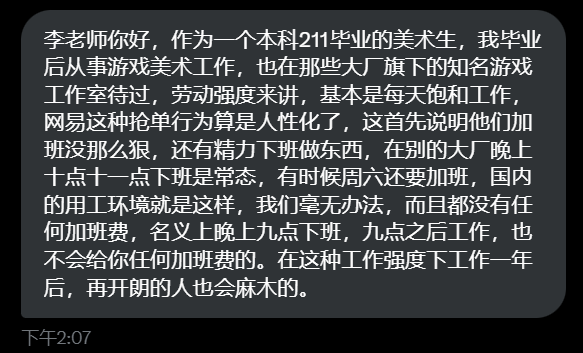 李老师你好，作为一个本科211毕业的美术生，我毕业
后从事游戏美术工作，也在那些大厂旗下的知名游戏
工作室待过，劳动强度来讲，基本是每天饱和工作，
网易这种抢单行为算是人性化了，这首先说明他们加
班没那么狠，还有精力下班做东西，在别的大厂晚上
十点十一点下班是常态，有时候周六还要加班，国内
的用工环境就是这样，我们毫无办法，而且都没有任
何加班费，名义上晚上九点下班，九点之后工作，也
不会给你任何加班费的。在这种工作强度下工作一年
后，再开朗的人也会麻木的。
下午2:07